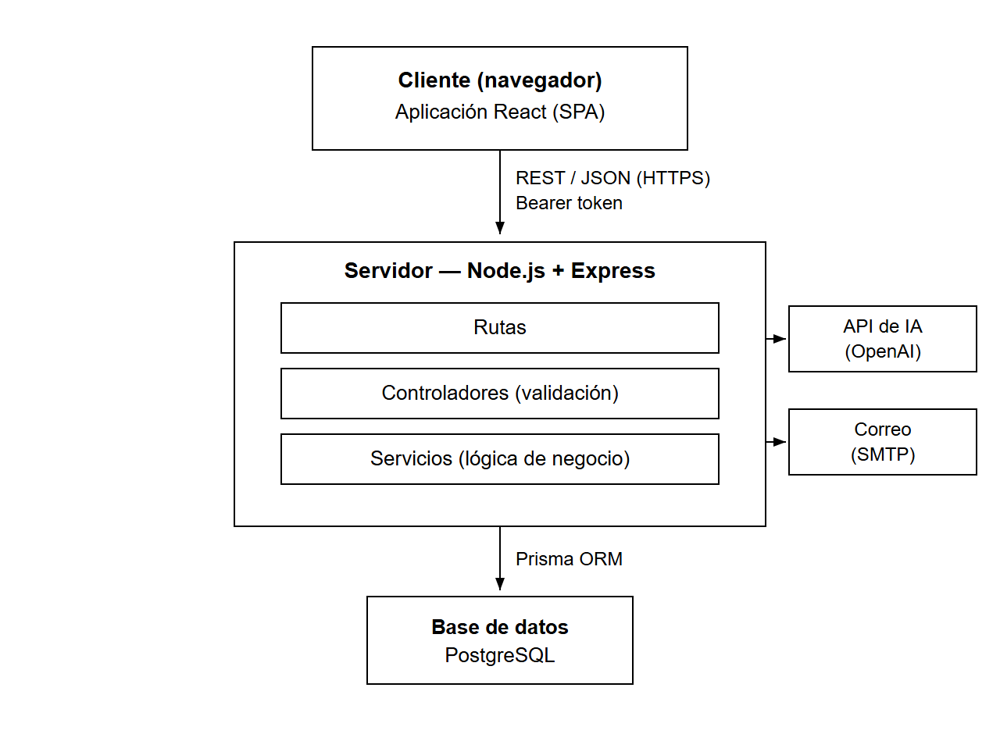 Cliente (navegador)
Aplicación React (SPA)
REST / JSON (HTTPS)
Bearer token
Servidor — Node.js + Express
Rutas
Controladores (validación)
Servicios (lógica de negocio)
API de IA
(OpenAI)
Correo
(SMTP)
Prisma ORM
Base de datos
PostgreSQL